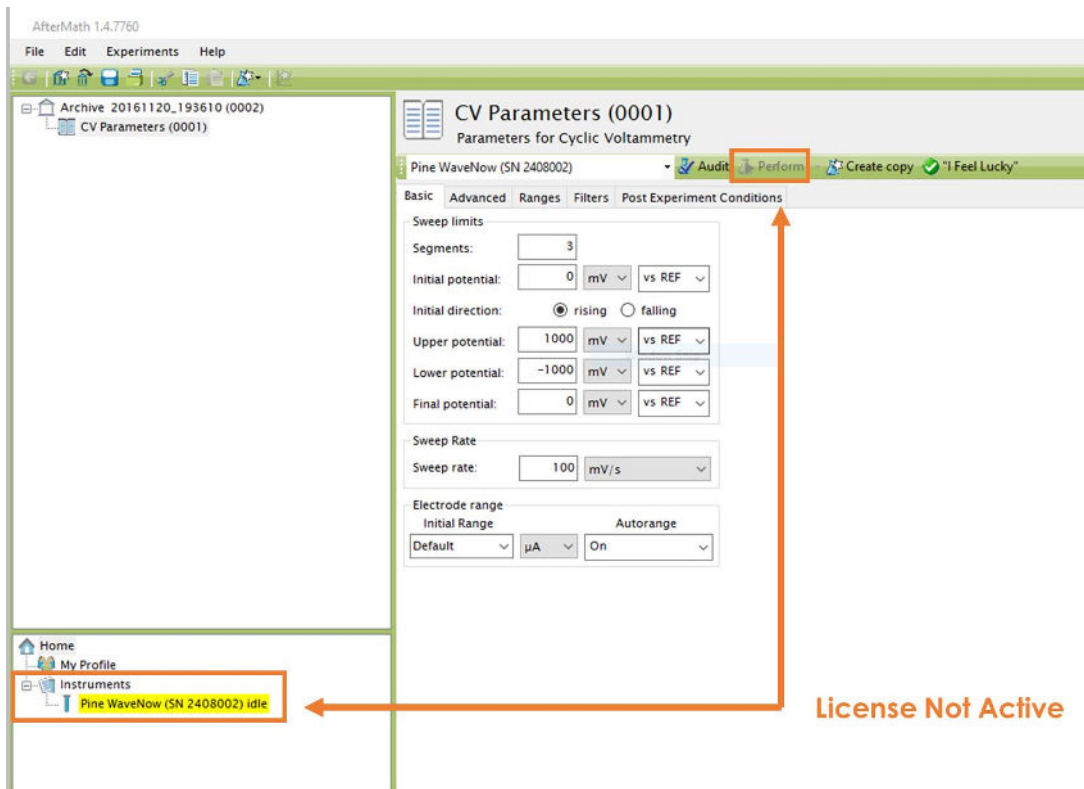 AfterMath 1.4.7760
File Edit Experiments Help
Archive 20161120_193610 (0002)
CV Parameters (0001)
CV Parameters (0001)
Parameters for Cyclic Voltammetry
Pine WaveNow (SN 2408002) Audit Perform Create copy "I Feel Lucky"
Basic Advanced Ranges Filters Post Experiment Conditions
Sweep limits
Segments: 3
Initial potential: 0 mV vs REF
Initial direction: rising falling
Upper potential: 1000 mV vs REF
Lower potential: -1000 mV vs REF
Final potential: 0 mV vs REF
Sweep Rate
Sweep rate: 100 mV/s
Electrode range
Initial Range Autorange
Default µA On
Home
My Profile
Instruments
Pine WaveNow (SN 2408002) idle
License Not Active